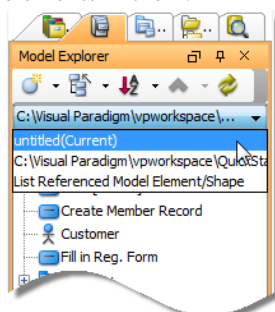 Model Explorer
C:\Visual Paradigm\vpworkspace\...
untitled(Current)
C:\Visual Paradigm\vpworkspace\Quick
List Referenced Model Element/Shape
Create Member Record
Customer
Fill in Reg. Form